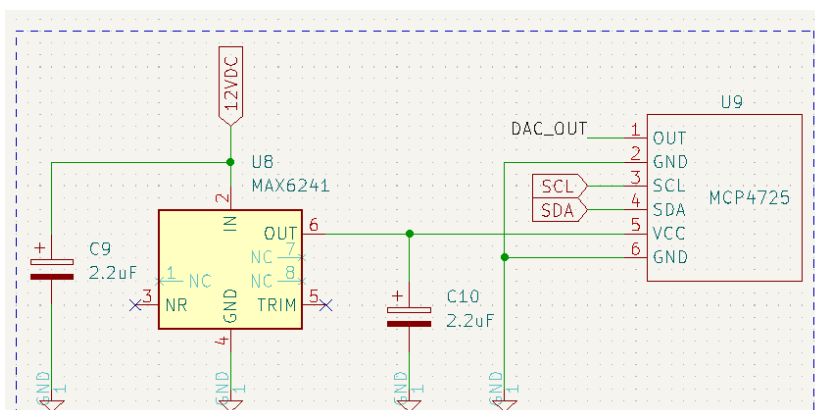 12VDC
U9
DAC_OUT
1
OUT
2
GND
U8
MAX6241
SCL
3
SCL
MCP4725
SDA
4
SDA
2
IN
OUT
6
5
VCC
NC
7
C9
2.2uF
+
1
NC
NC
8
6
GND
3
NR
GND
TRIM
5
+
C10
2.2uF
4
GND
1
GND
1
GND
1
GND
1